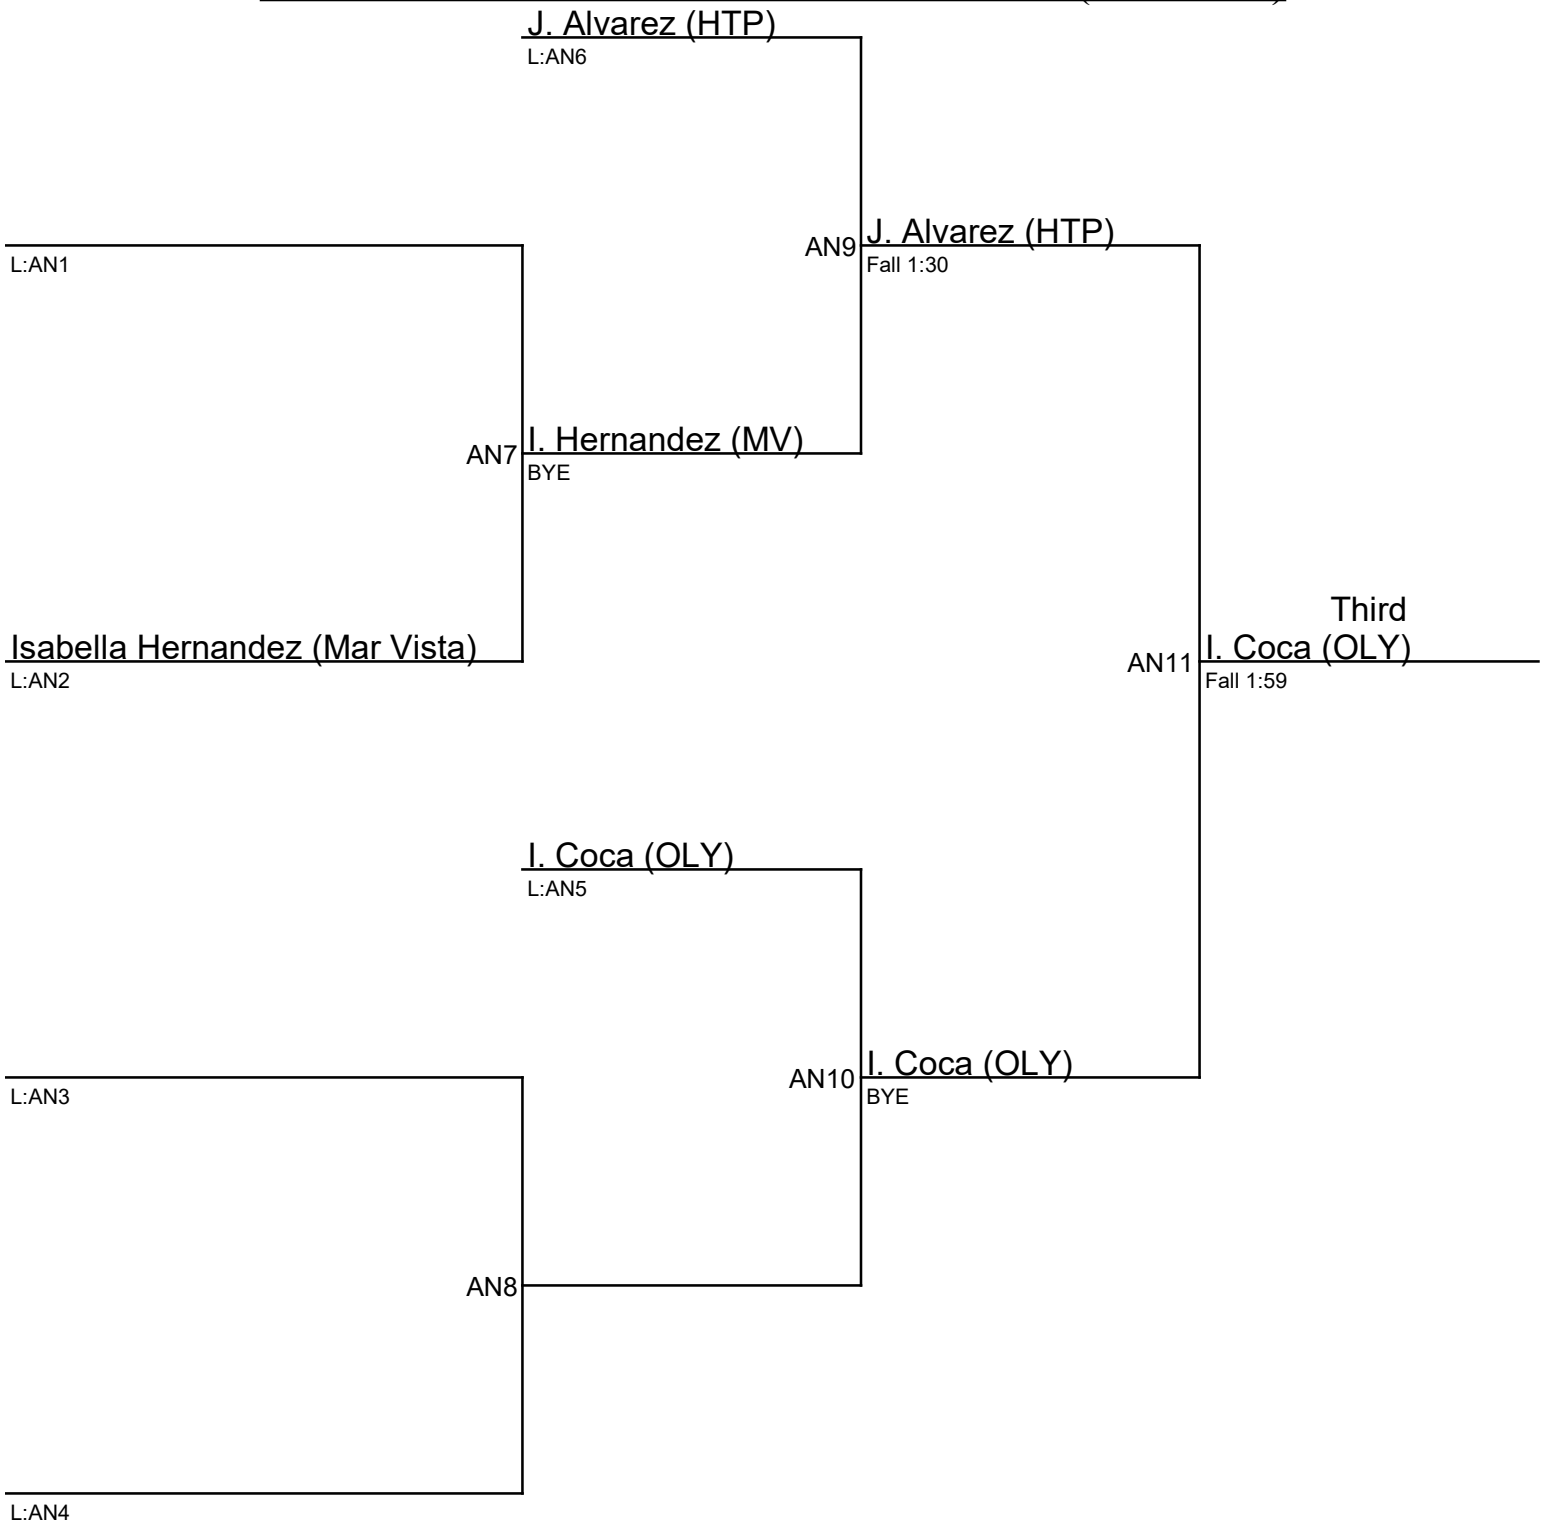 J. Alvarez (HTP)
L:AN6
AN9
J. Alvarez (HTP)
Fall 1:30
L:AN1
AN7
I. Hernandez (MV)
BYE
Isabella Hernandez (Mar Vista)
L:AN2
Third
AN11
I. Coca (OLY)
Fall 1:59
I. Coca (OLY)
L:AN5
AN10
I. Coca (OLY)
BYE
L:AN3
AN8
L:AN4